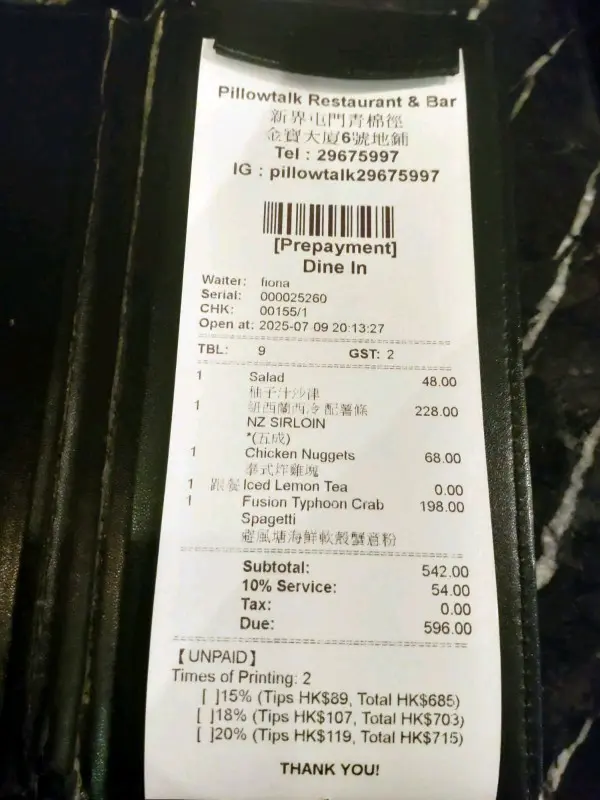 Pillowtalk Restaurant & Bar
新界屯門青棉徑
金寶大廈6號地鋪
Tel : 29675997
IG : pillowtalk29675997
[Prepayment]
Dine In
Waiter: fiona
Serial: 000025260
CHK: 00155/1
Open at: 2025-07 09 20:13:27
TBL: 9 GST: 2
1 Salad 48.00
柚子汁沙律
1 紐西蘭西冷配薯條 228.00
NZ SIRLOIN
*(五成)
1 Chicken Nuggets 68.00
泰式炸雞塊
1 跟餐 Iced Lemon Tea 0.00
1 Fusion Typhoon Crab 198.00
Spagetti
避風塘海鮮軟殼蟹意粉
Subtotal: 542.00
10% Service: 54.00
Tax: 0.00
Due: 596.00
【UNPAID】
Times of Printing: 2
[ ]15% (Tips HK$89, Total HK$685)
[ ]18% (Tips HK$107, Total HK$703)
[ ]20% (Tips HK$119, Total HK$715)
THANK YOU!